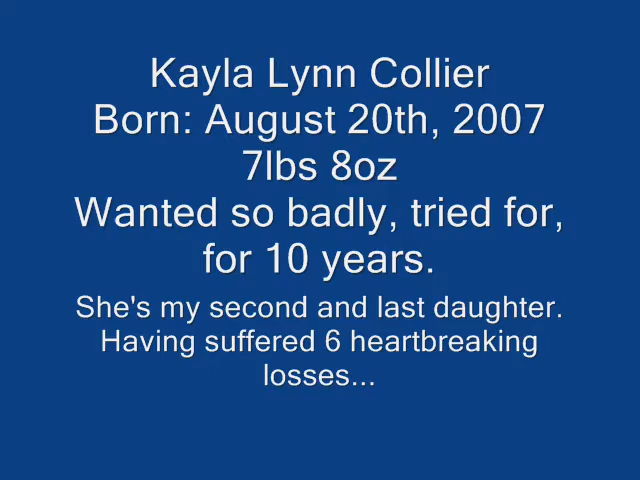 Kayla Lynn Collier
Born: August 20th, 2007
7lbs 8oz
Wanted so badly, tried for,
for 10 years.
She's my second and last daughter.
Having suffered 6 heartbreaking
losses...